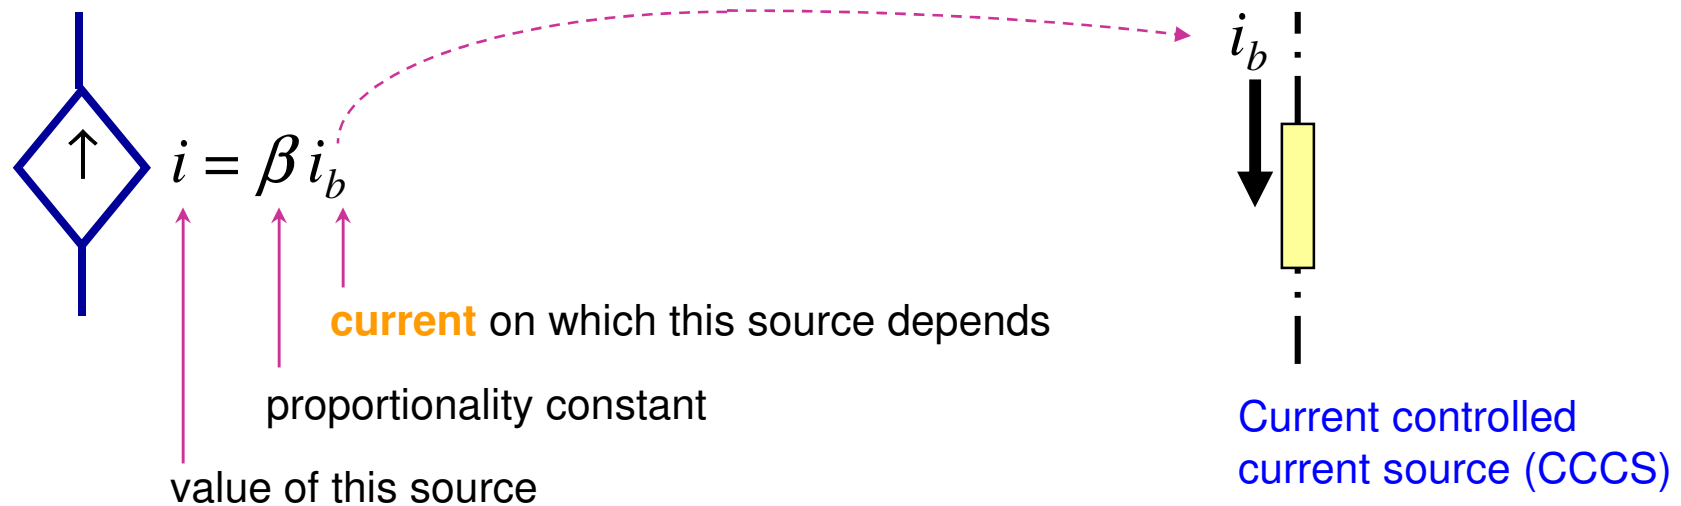 i_b
↑
i = β i_b
current on which this source depends
proportionality constant
value of this source
Current controlled
current source (CCCS)